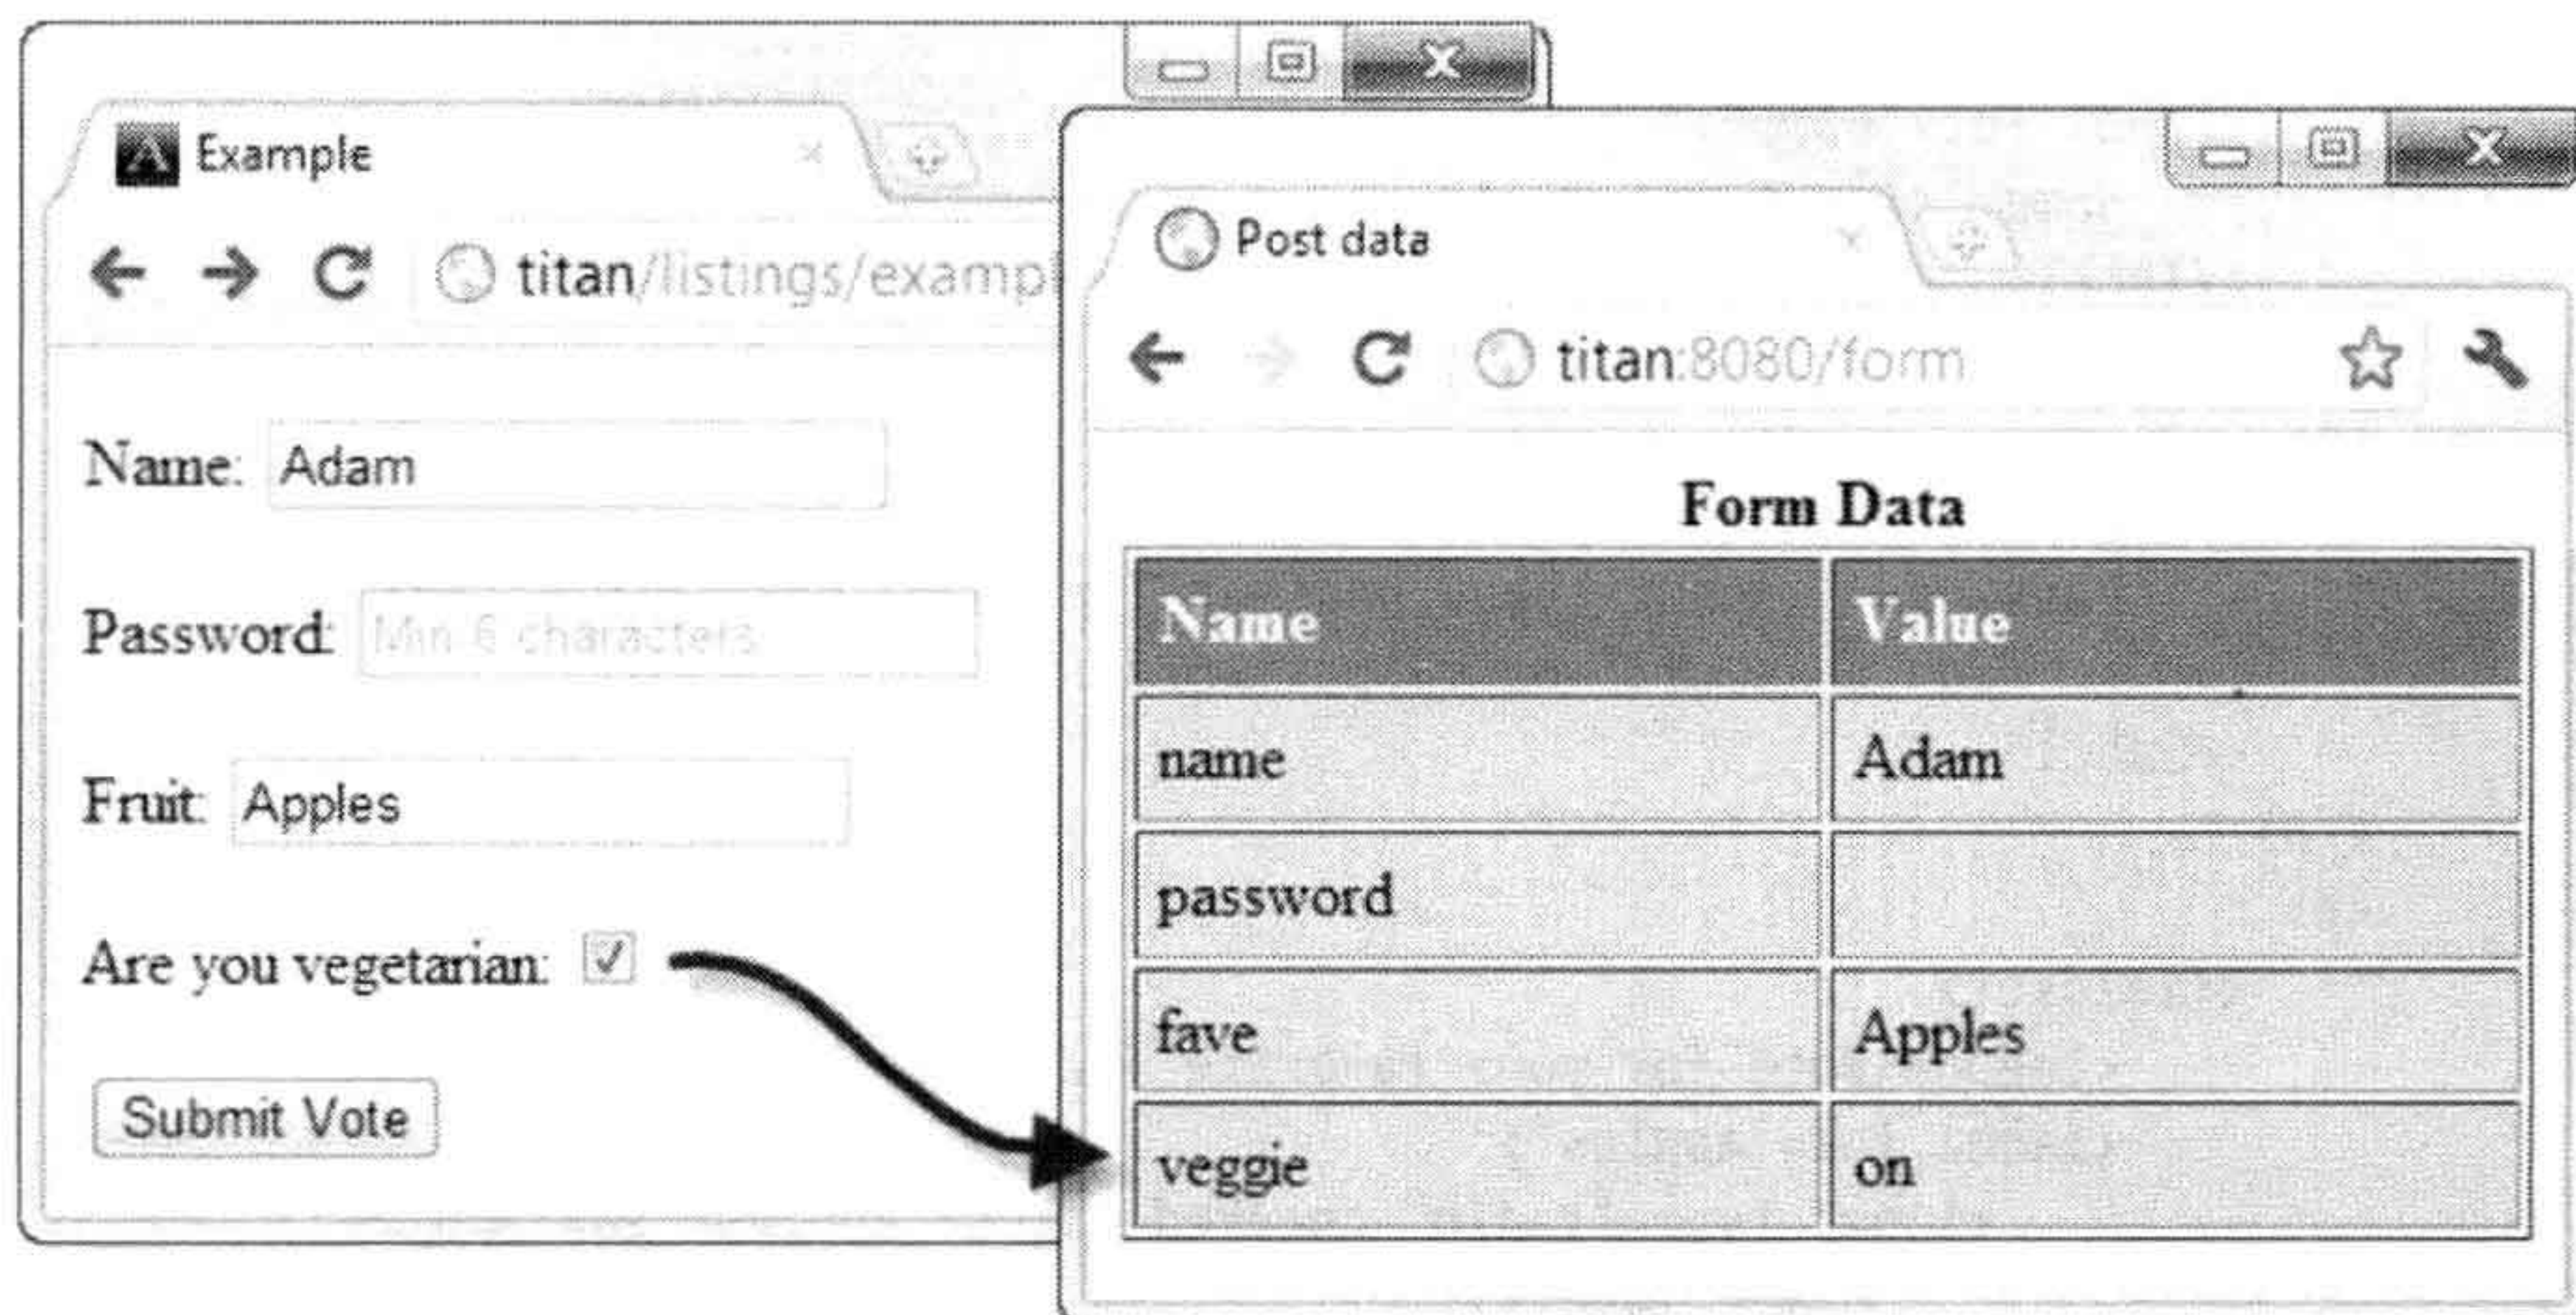 Example
titan/listings/exampl
Name: Adam
Password: Min 6 characters
Fruit: Apples
Are you vegetarian:
Submit Vote
Post data
titan:8080/form
Form Data
Name Value
name Adam
password
fave Apples
veggie on